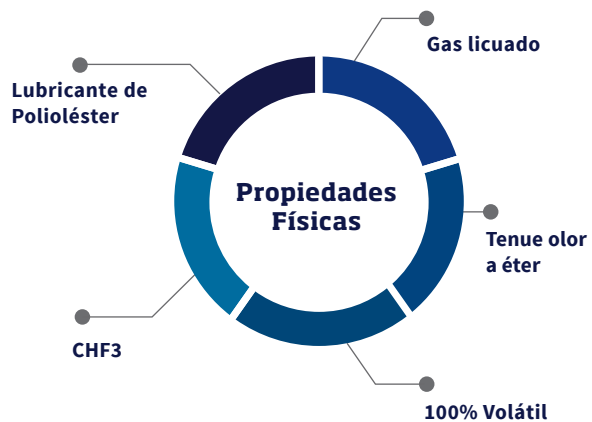 Gas licuado
Lubricante de
Polioléster
Propiedades
Físicas
Tenue olor
a éter
CHF3
100% Volátil